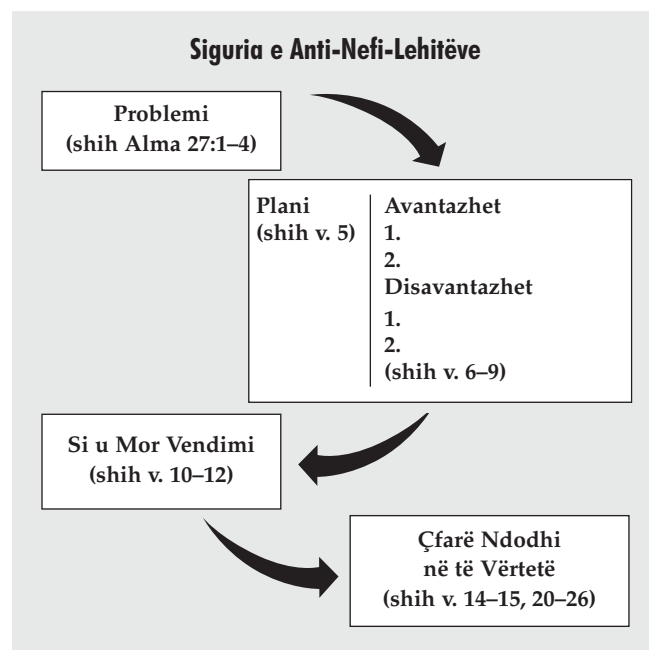 Siguria e Anti-Nefi-Lehitëve
Problemi
(shih Alma 27:1–4)
Plani
(shih v. 5)
Avantazhet
1.
2.
Disavantazhet
1.
2.
(shih v. 6–9)
Si u Mor Vendimi
(shih v. 10–12)
Çfarë Ndodhi
në të Vërtetë
(shih v. 14–15, 20–26)